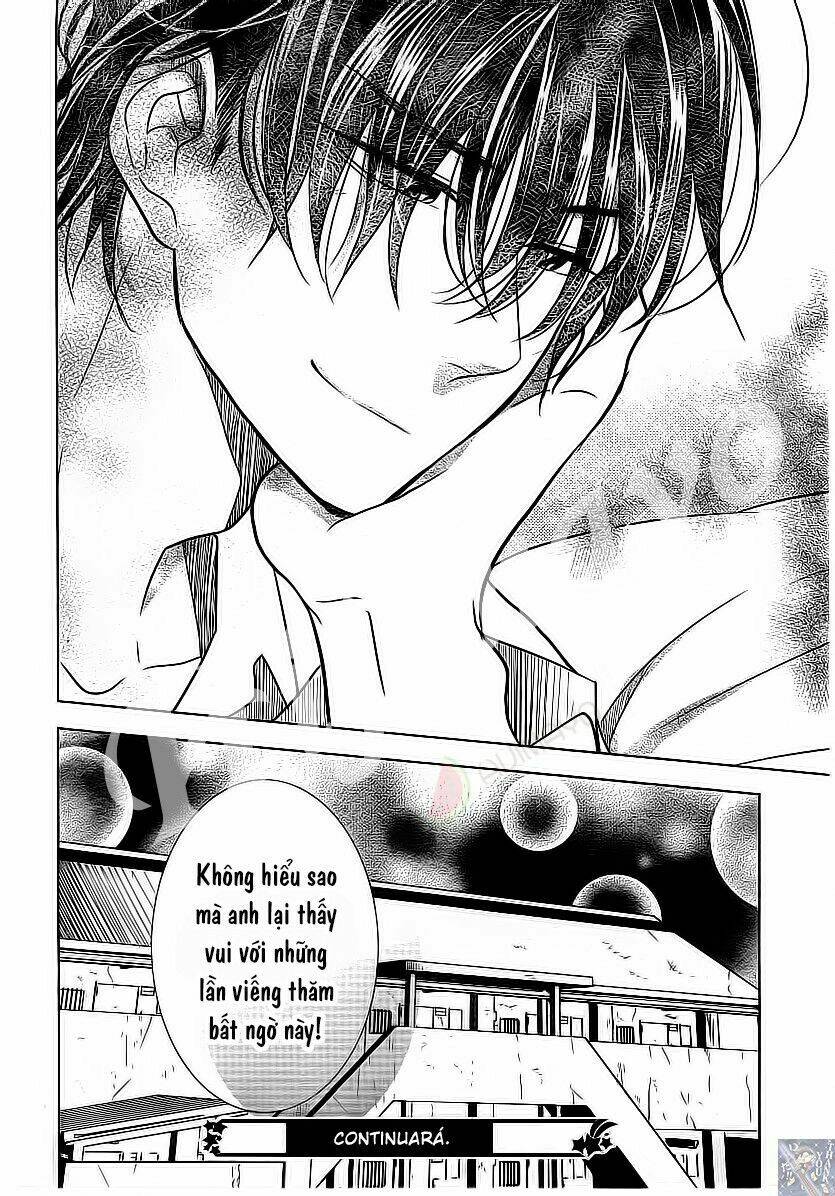 Không hiểu sao
mà anh lại thấy
vui với những
lần viếng thăm
bất ngờ này!
CONTINUARÁ.